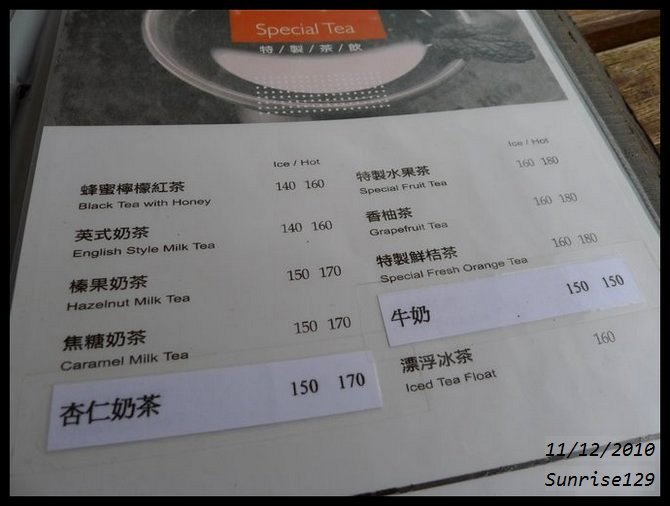 Special Tea
特/製/茶/飲
Ice / Hot
蜂蜜檸檬紅茶 140 160
Black Tea with Honey
英式奶茶 140 160
English Style Milk Tea
榛果奶茶 150 170
Hazelnut Milk Tea
焦糖奶茶 150 170
Caramel Milk Tea
杏仁奶茶 150 170
Ice / Hot
特製水果茶 160 180
Special Fruit Tea
香柚茶 160 180
Grapefruit Tea
特製鮮桔茶 160 180
Special Fresh Orange Tea
牛奶 150 150
漂浮冰茶 160
Iced Tea Float
11/12/2010
Sunrise129